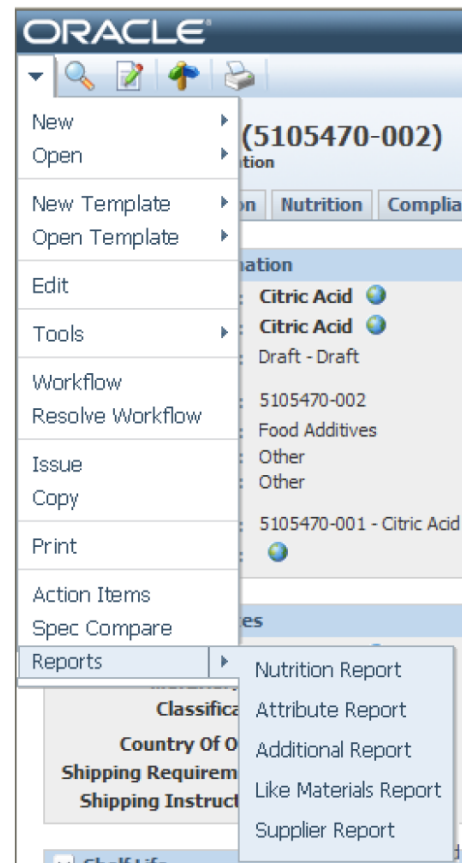 ORACLE
New
Open
New Template
Open Template
Edit
Tools
Workflow
Resolve Workflow
Issue
Copy
Print
Action Items
Spec Compare
Reports
(5105470-002)
tion
on Nutrition Complia
nation
: Citric Acid
: Citric Acid
: Draft - Draft
: 5105470-002
: Food Additives
: Other
: Other
: 5105470-001 - Citric Acid
:
es
Nutrition Report
Attribute Report
Additional Report
Like Materials Report
Supplier Report
Classifica
Country Of O
Shipping Requirem
Shipping Instruct
Shelf Life